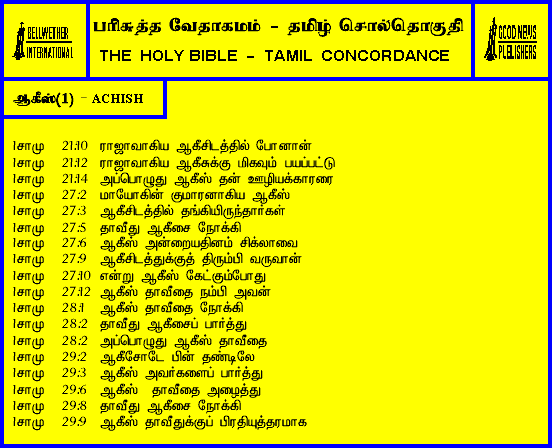 BELLWETHER INTERNATIONAL
பரிசுத்த வேதாகமம் - தமிழ் சொல்தொகுதி
THE HOLY BIBLE - TAMIL CONCORDANCE
GOOD NEWS PUBLISHERS
ஆகீஸ்(1) - ACHISH
1சாமு 21:10 ராஜாவாகிய ஆகீசிடத்தில் போனான்
1சாமு 21:12 ராஜாவாகிய ஆகீசுக்கு மிகவும் பயப்பட்டு
1சாமு 21:14 அப்பொழுது ஆகீஸ் தன் ஊழியக்காரரை
1சாமு 27:2 மாயோகின் குமாரனாகிய ஆகீஸ்
1சாமு 27:3 ஆகீசிடத்தில் தங்கியிருந்தார்கள்
1சாமு 27:5 தாவீது ஆகீசை நோக்கி
1சாமு 27:6 ஆகீஸ் அன்றையதினம் சிக்லாவை
1சாமு 27:9 ஆகீசிடத்துக்குத் திரும்பி வருவான்
1சாமு 27:10 என்று ஆகீஸ் கேட்கும்போது
1சாமு 27:12 ஆகீஸ் தாவீதை நம்பி அவன்
1சாமு 28:1 ஆகீஸ் தாவீதை நோக்கி
1சாமு 28:2 தாவீது ஆகீசைப் பார்த்து
1சாமு 28:2 அப்பொழுது ஆகீஸ் தாவீதை
1சாமு 29:2 ஆகீசோடே பின் தண்டிலே
1சாமு 29:3 ஆகீஸ் அவர்களைப் பார்த்து
1சாமு 29:6 ஆகீஸ் தாவீதை அழைத்து
1சாமு 29:8 தாவீது ஆகீசை நோக்கி
1சாமு 29:9 ஆகீஸ் தாவீதுக்குப் பிரதியுத்தரமாக